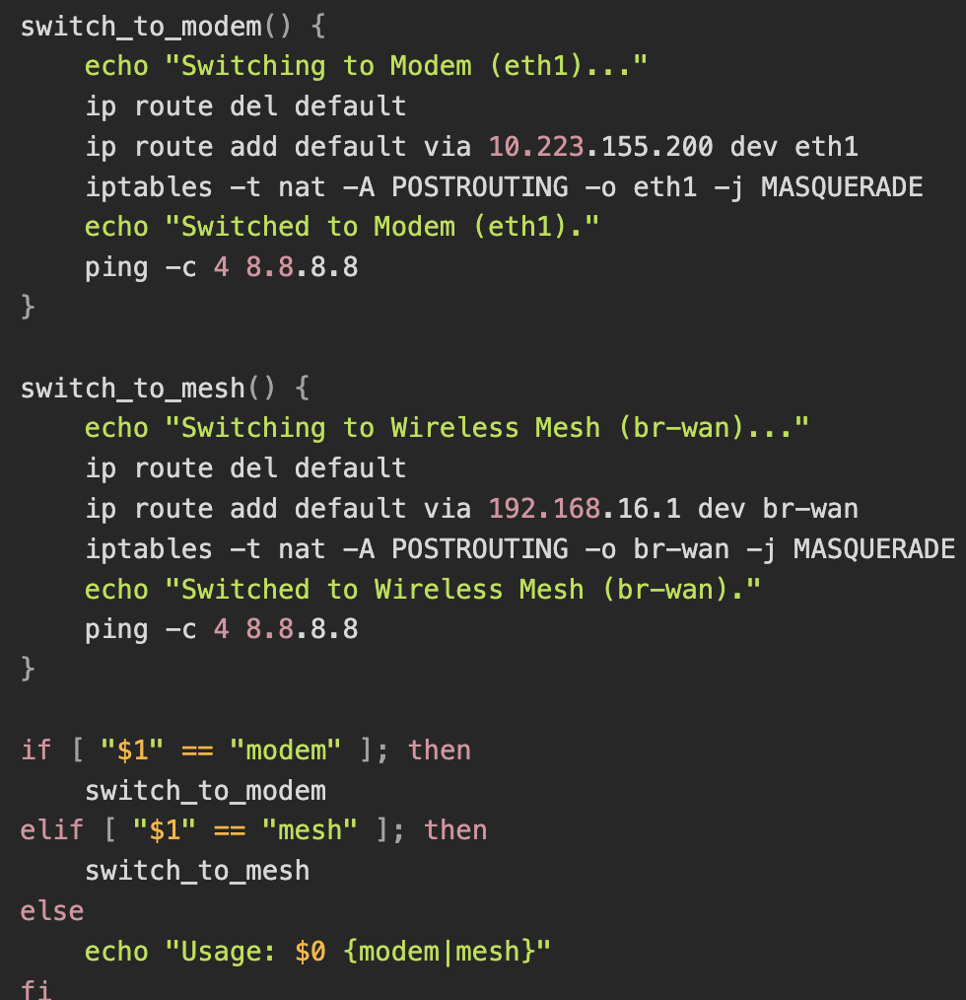 switch_to_modem() {
    echo "Switching to Modem (eth1)..."
    ip route del default
    ip route add default via 10.223.155.200 dev eth1
    iptables -t nat -A POSTROUTING -o eth1 -j MASQUERADE
    echo "Switched to Modem (eth1)."
    ping -c 4 8.8.8.8
}

switch_to_mesh() {
    echo "Switching to Wireless Mesh (br-wan)..."
    ip route del default
    ip route add default via 192.168.16.1 dev br-wan
    iptables -t nat -A POSTROUTING -o br-wan -j MASQUERADE
    echo "Switched to Wireless Mesh (br-wan)."
    ping -c 4 8.8.8.8
}

if [ "$1" == "modem" ]; then
    switch_to_modem
elif [ "$1" == "mesh" ]; then
    switch_to_mesh
else
    echo "Usage: $0 {modem|mesh}"
fi